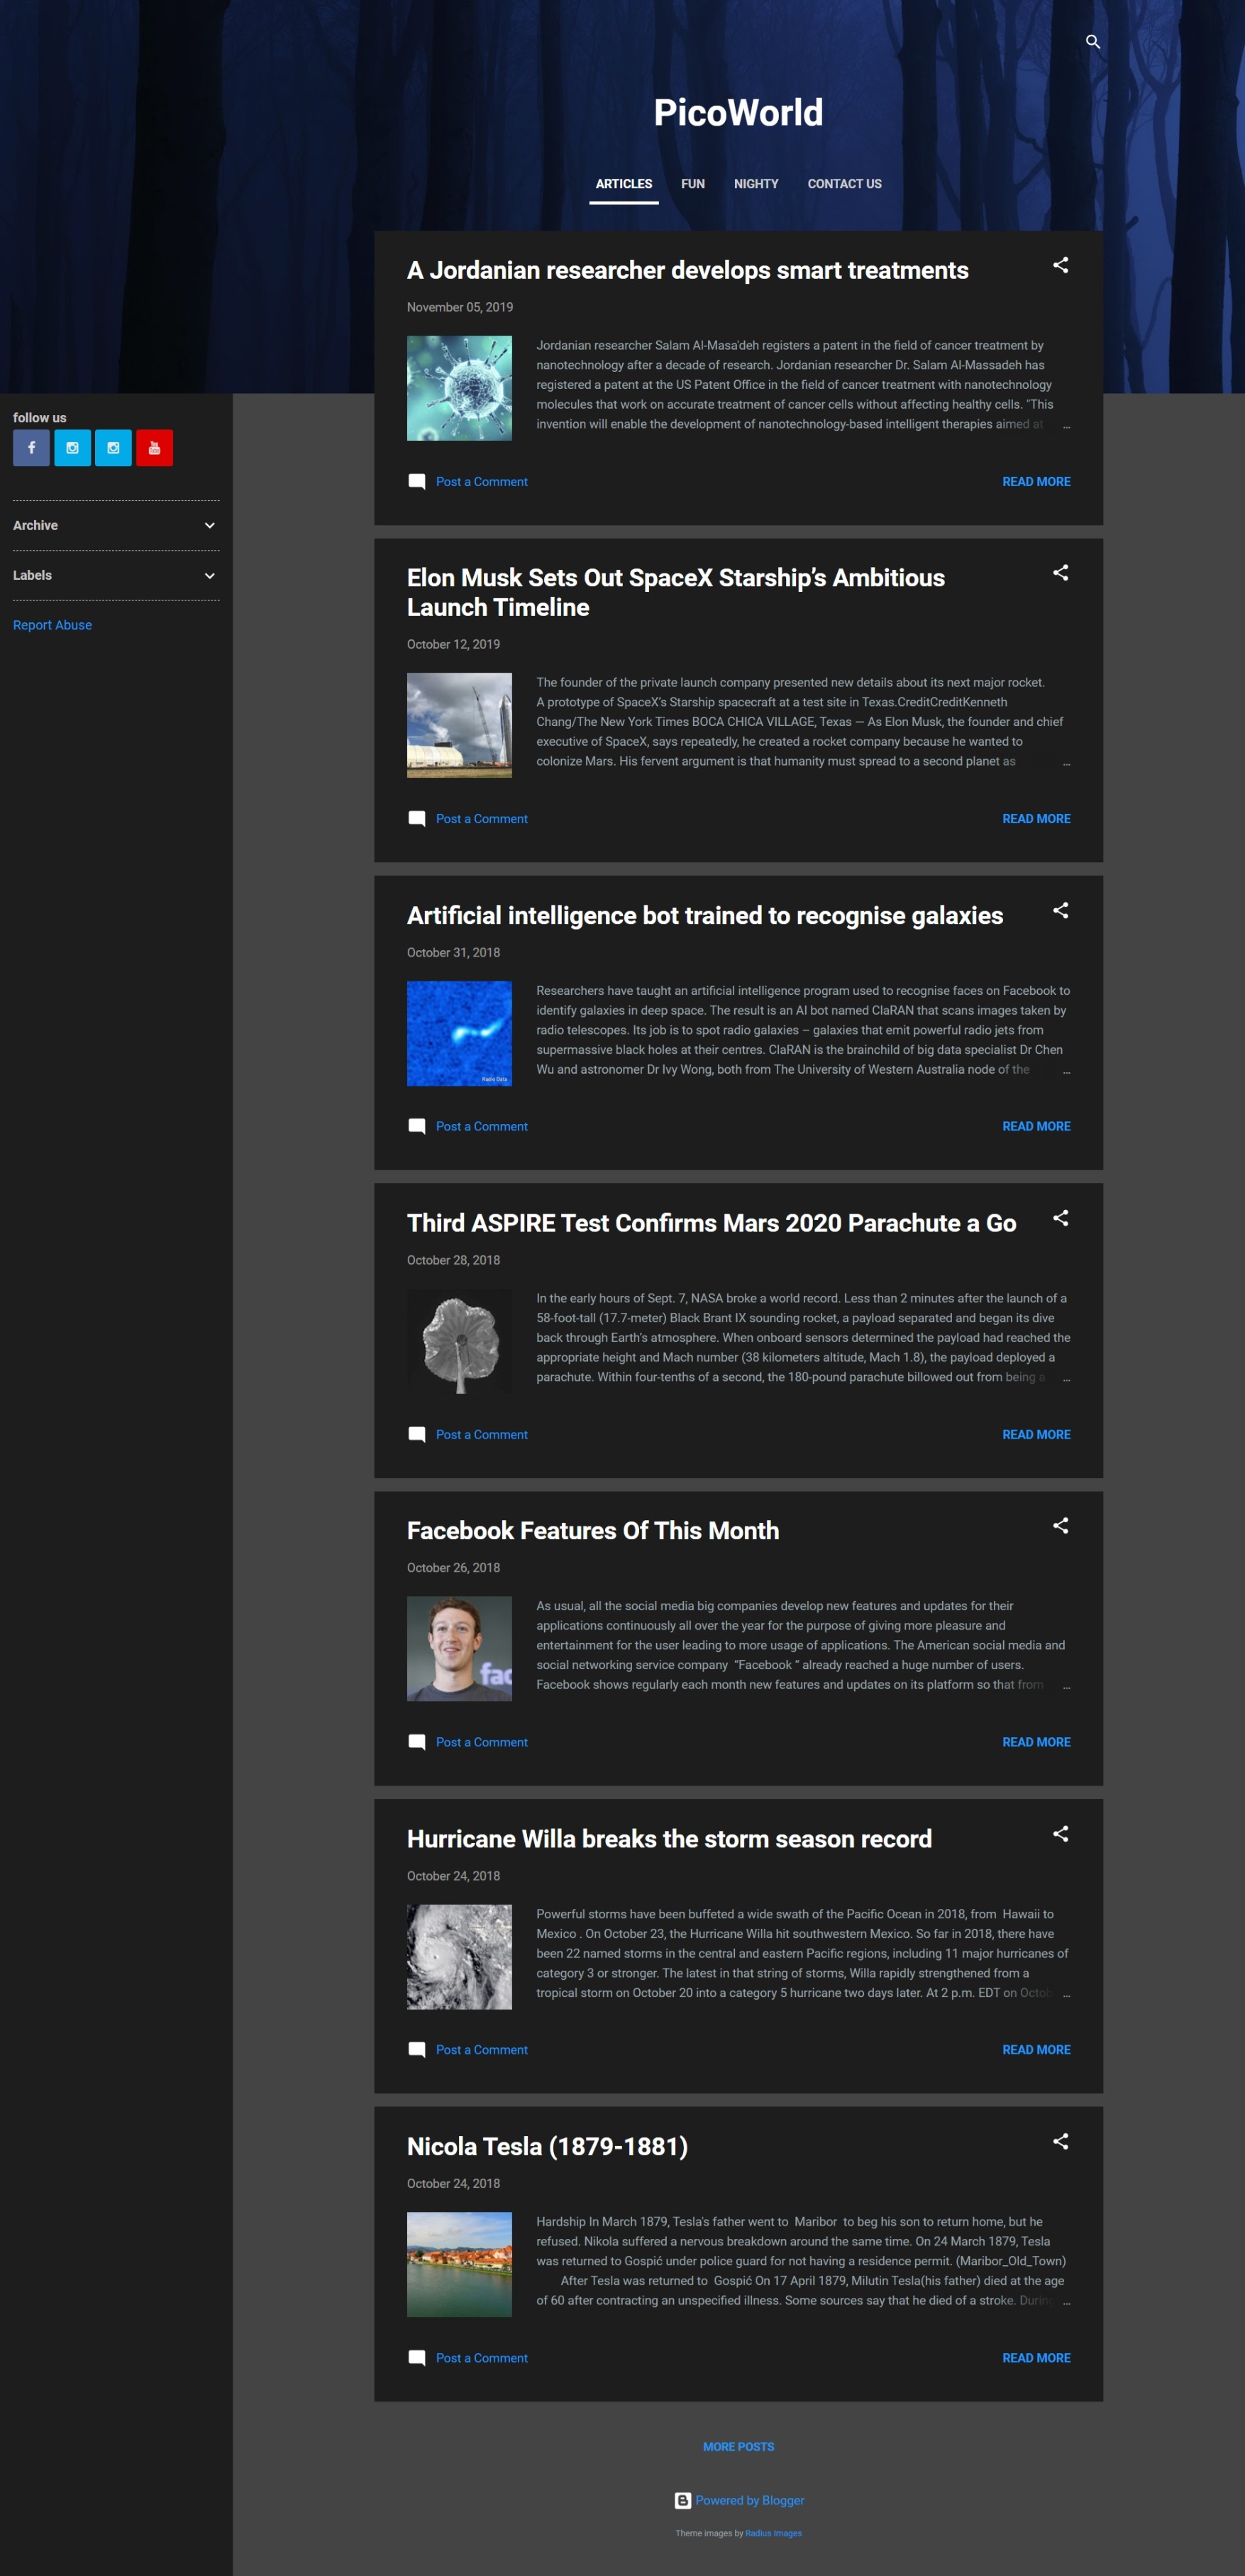 PicoWorld
ARTICLES FUN NIGHTY CONTACT US
follow us
Archive
Labels
Report Abuse
A Jordanian researcher develops smart treatments
November 05, 2019
Jordanian researcher Salam Al-Masa'deh registers a patent in the field of cancer treatment by
nanotechnology after a decade of research. Jordanian researcher Dr. Salam Al-Massadeh has
registered a patent at the US Patent Office in the field of cancer treatment with nanotechnology
molecules that work on accurate treatment of cancer cells without affecting healthy cells. "This
invention will enable the development of nanotechnology-based intelligent therapies aimed at ...
Post a Comment READ MORE
Elon Musk Sets Out SpaceX Starship’s Ambitious
Launch Timeline
October 12, 2019
The founder of the private launch company presented new details about its next major rocket.
A prototype of SpaceX’s Starship spacecraft at a test site in Texas.CreditCreditKenneth
Chang/The New York Times BOCA CHICA VILLAGE, Texas — As Elon Musk, the founder and chief
executive of SpaceX, says repeatedly, he created a rocket company because he wanted to
colonize Mars. His fervent argument is that humanity must spread to a second planet as ...
Post a Comment READ MORE
Artificial intelligence bot trained to recognise galaxies
October 31, 2018
Radio Data
Researchers have taught an artificial intelligence program used to recognise faces on Facebook to
identify galaxies in deep space. The result is an AI bot named ClaRAN that scans images taken by
radio telescopes. Its job is to spot radio galaxies – galaxies that emit powerful radio jets from
supermassive black holes at their centres. ClaRAN is the brainchild of big data specialist Dr Chen
Wu and astronomer Dr Ivy Wong, both from The University of Western Australia node of the ...
Post a Comment READ MORE
Third ASPIRE Test Confirms Mars 2020 Parachute a Go
October 28, 2018
In the early hours of Sept. 7, NASA broke a world record. Less than 2 minutes after the launch of a
58-foot-tall (17.7-meter) Black Brant IX sounding rocket, a payload separated and began its dive
back through Earth's atmosphere. When onboard sensors determined the payload had reached the
appropriate height and Mach number (38 kilometers altitude, Mach 1.8), the payload deployed a
parachute. Within four-tenths of a second, the 180-pound parachute billowed out from being a ...
Post a Comment READ MORE
Facebook Features Of This Month
October 26, 2018
fac
As usual, all the social media big companies develop new features and updates for their
applications continuously all over the year for the purpose of giving more pleasure and
entertainment for the user leading to more usage of applications. The American social media and
social networking service company “Facebook “ already reached a huge number of users.
Facebook shows regularly each month new features and updates on its platform so that from ...
Post a Comment READ MORE
Hurricane Willa breaks the storm season record
October 24, 2018
Powerful storms have been buffeted a wide swath of the Pacific Ocean in 2018, from Hawaii to
Mexico . On October 23, the Hurricane Willa hit southwestern Mexico. So far in 2018, there have
been 22 named storms in the central and eastern Pacific regions, including 11 major hurricanes of
category 3 or stronger. The latest in that string of storms, Willa rapidly strengthened from a
tropical storm on October 20 into a category 5 hurricane two days later. At 2 p.m. EDT on Octob ...
Post a Comment READ MORE
Nicola Tesla (1879-1881)
October 24, 2018
Hardship In March 1879, Tesla's father went to Maribor to beg his son to return home, but he
refused. Nikola suffered a nervous breakdown around the same time. On 24 March 1879, Tesla
was returned to Gospić under police guard for not having a residence permit. (Maribor_Old_Town)
After Tesla was returned to Gospić On 17 April 1879, Milutin Tesla(his father) died at the age
of 60 after contracting an unspecified illness. Some sources say that he died of a stroke. During ...
Post a Comment READ MORE
MORE POSTS
Powered by Blogger
Theme images by Radius Images